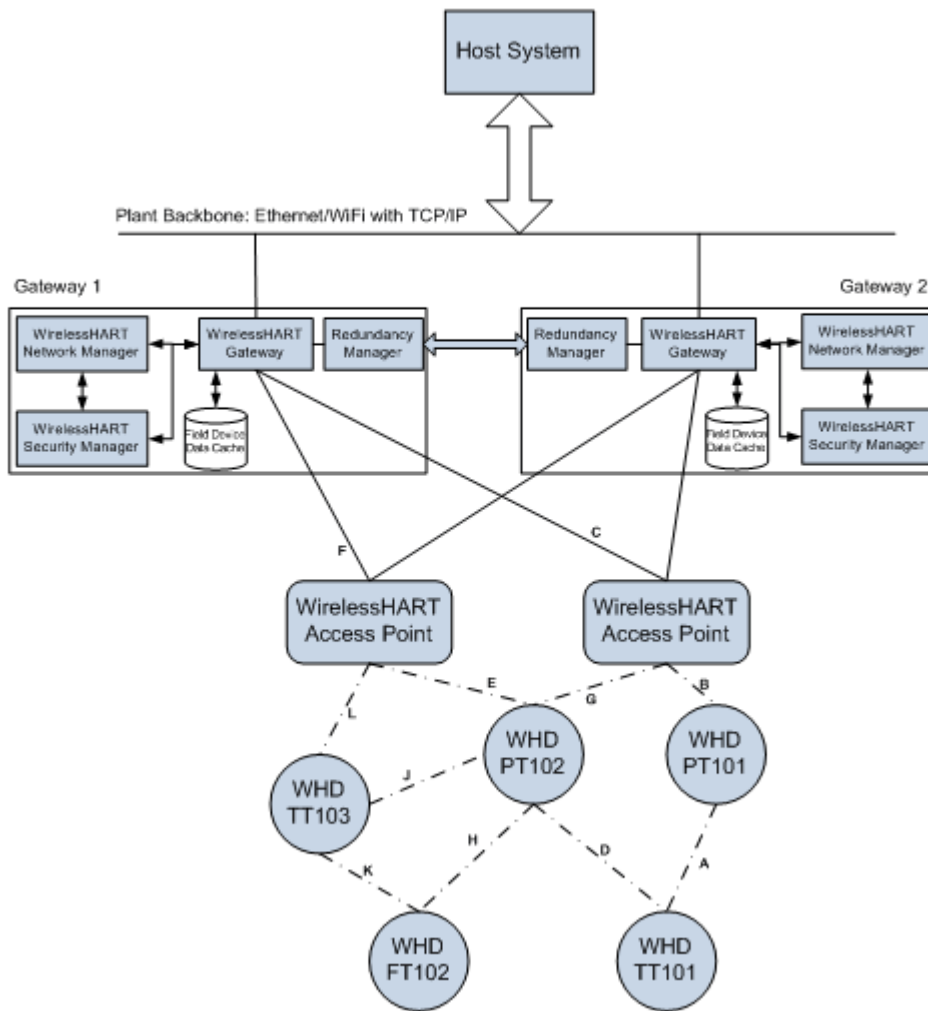 Host System
Plant Backbone: Ethernet/WiFi with TCP/IP
Gateway 1
Gateway 2
WirelessHART
Network Manager
WirelessHART
Gateway
Redundancy
Manager
WirelessHART
Security Manager
Field Device
Data Cache
Redundancy
Manager
WirelessHART
Gateway
WirelessHART
Network Manager
Field Device
Data Cache
WirelessHART
Security Manager
F
C
WirelessHART
Access Point
WirelessHART
Access Point
E
G
B
L
WHD
PT102
WHD
PT101
J
WHD
TT103
H
D
A
K
WHD
FT102
WHD
TT101